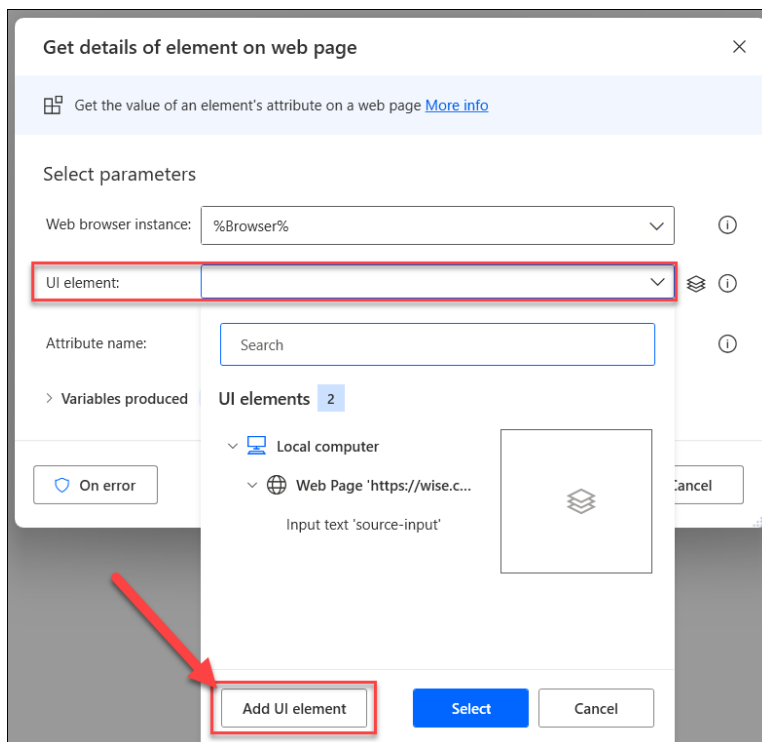 Get details of element on web page
Get the value of an element's attribute on a web page More info
Select parameters
Web browser instance: %Browser%
UI element:
Attribute name:
Search
Variables produced
UI elements 2
Local computer
Web Page 'https://wise.c...
Input text 'source-input'
On error
Cancel
Add UI element Select Cancel